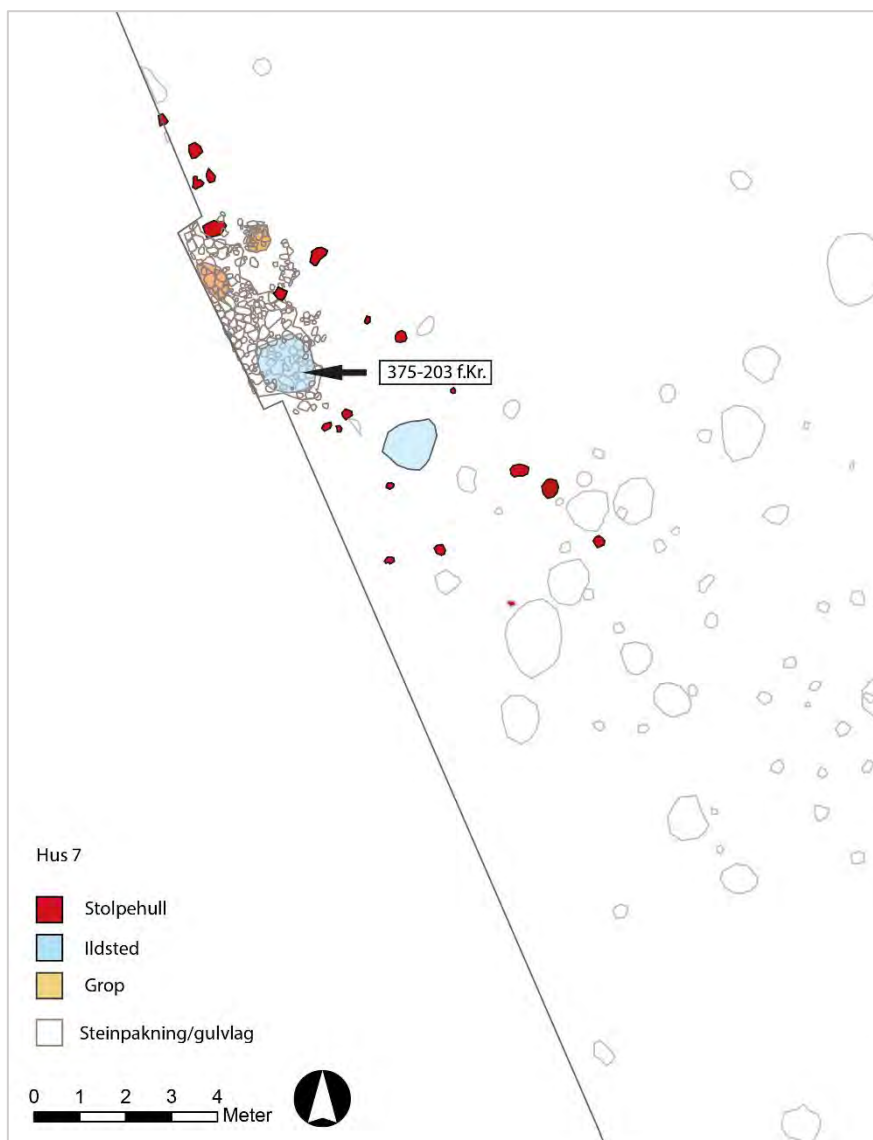 375-203 f.Kr.
Hus 7
Stolpehull
Ildsted
Grop
Steinpakning/gulvlag
0 1 2 3 4
Meter